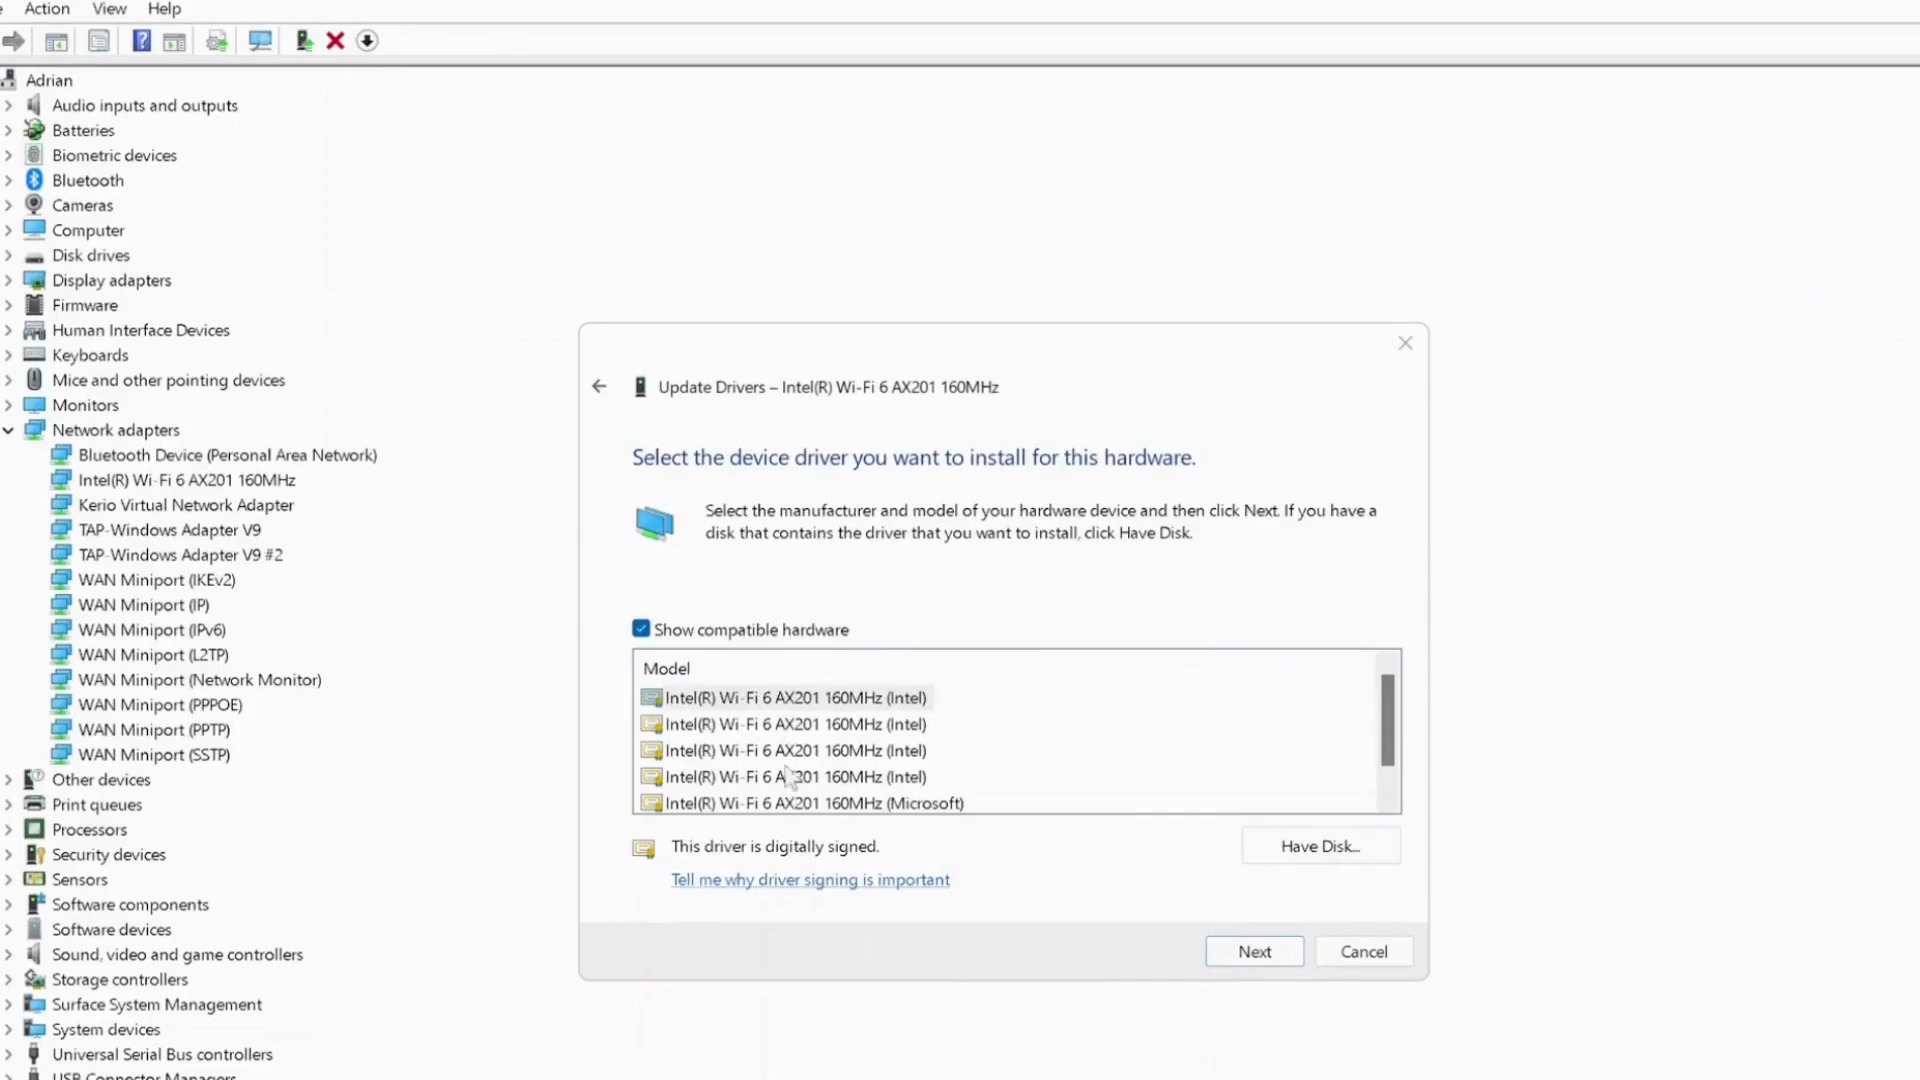 Action View Help
Adrian
Audio inputs and outputs
Batteries
Biometric devices
Bluetooth
Cameras
Computer
Disk drives
Display adapters
Firmware
Human Interface Devices
Keyboards
Mice and other pointing devices
Monitors
Network adapters
Bluetooth Device (Personal Area Network)
Intel(R) Wi-Fi 6 AX201 160MHz
Kerio Virtual Network Adapter
TAP-Windows Adapter V9
TAP-Windows Adapter V9 #2
WAN Miniport (IKEv2)
WAN Miniport (IP)
WAN Miniport (IPv6)
WAN Miniport (L2TP)
WAN Miniport (Network Monitor)
WAN Miniport (PPPOE)
WAN Miniport (PPTP)
WAN Miniport (SSTP)
Other devices
Print queues
Processors
Security devices
Sensors
Software components
Software devices
Sound, video and game controllers
Storage controllers
Surface System Management
System devices
Universal Serial Bus controllers
USB Connector Managers
Update Drivers – Intel(R) Wi-Fi 6 AX201 160MHz
Select the device driver you want to install for this hardware.
Select the manufacturer and model of your hardware device and then click Next. If you have a
disk that contains the driver that you want to install, click Have Disk.
Show compatible hardware
Model
Intel(R) Wi-Fi 6 AX201 160MHz (Intel)
Intel(R) Wi-Fi 6 AX201 160MHz (Intel)
Intel(R) Wi-Fi 6 AX201 160MHz (Intel)
Intel(R) Wi-Fi 6 AX201 160MHz (Intel)
Intel(R) Wi-Fi 6 AX201 160MHz (Microsoft)
This driver is digitally signed.
Have Disk...
Tell me why driver signing is important
Next
Cancel